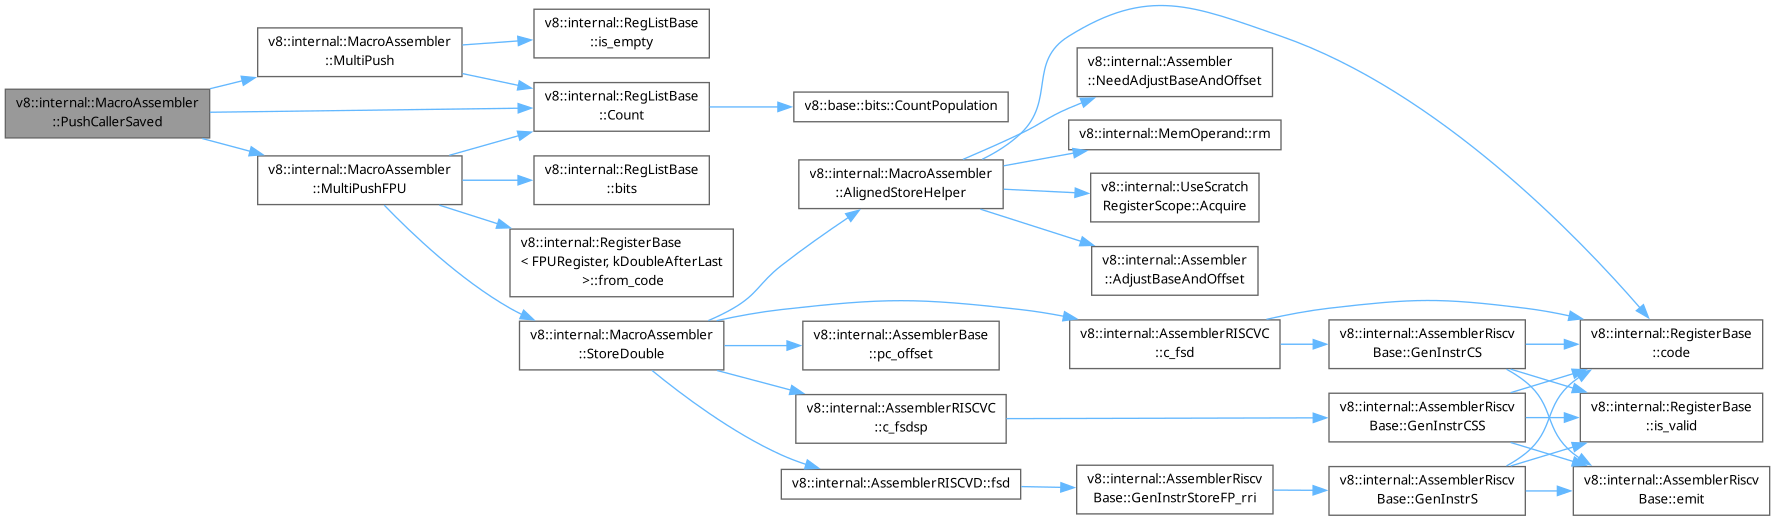 v8::internal::MacroAssembler
::PushCallerSaved
v8::internal::MacroAssembler
::MultiPush
v8::internal::MacroAssembler
::MultiPushFPU
v8::internal::RegListBase
::is_empty
v8::internal::RegListBase
::Count
v8::internal::RegListBase
::bits
v8::internal::RegisterBase
< FPURegister, kDoubleAfterLast
>::from_code
v8::internal::MacroAssembler
::StoreDouble
v8::base::bits::CountPopulation
v8::internal::MacroAssembler
::AlignedStoreHelper
v8::internal::AssemblerBase
::pc_offset
v8::internal::AssemblerRISCVC
::c_fsdsp
v8::internal::AssemblerRISCVD::fsd
v8::internal::Assembler
::NeedAdjustBaseAndOffset
v8::internal::MemOperand::rm
v8::internal::UseScratch
RegisterScope::Acquire
v8::internal::Assembler
::AdjustBaseAndOffset
v8::internal::AssemblerRISCVC
::c_fsd
v8::internal::AssemblerRiscv
Base::GenInstrStoreFP_rri
v8::internal::AssemblerRiscv
Base::GenInstrCS
v8::internal::AssemblerRiscv
Base::GenInstrCSS
v8::internal::AssemblerRiscv
Base::GenInstrS
v8::internal::RegisterBase
::code
v8::internal::RegisterBase
::is_valid
v8::internal::AssemblerRiscv
Base::emit